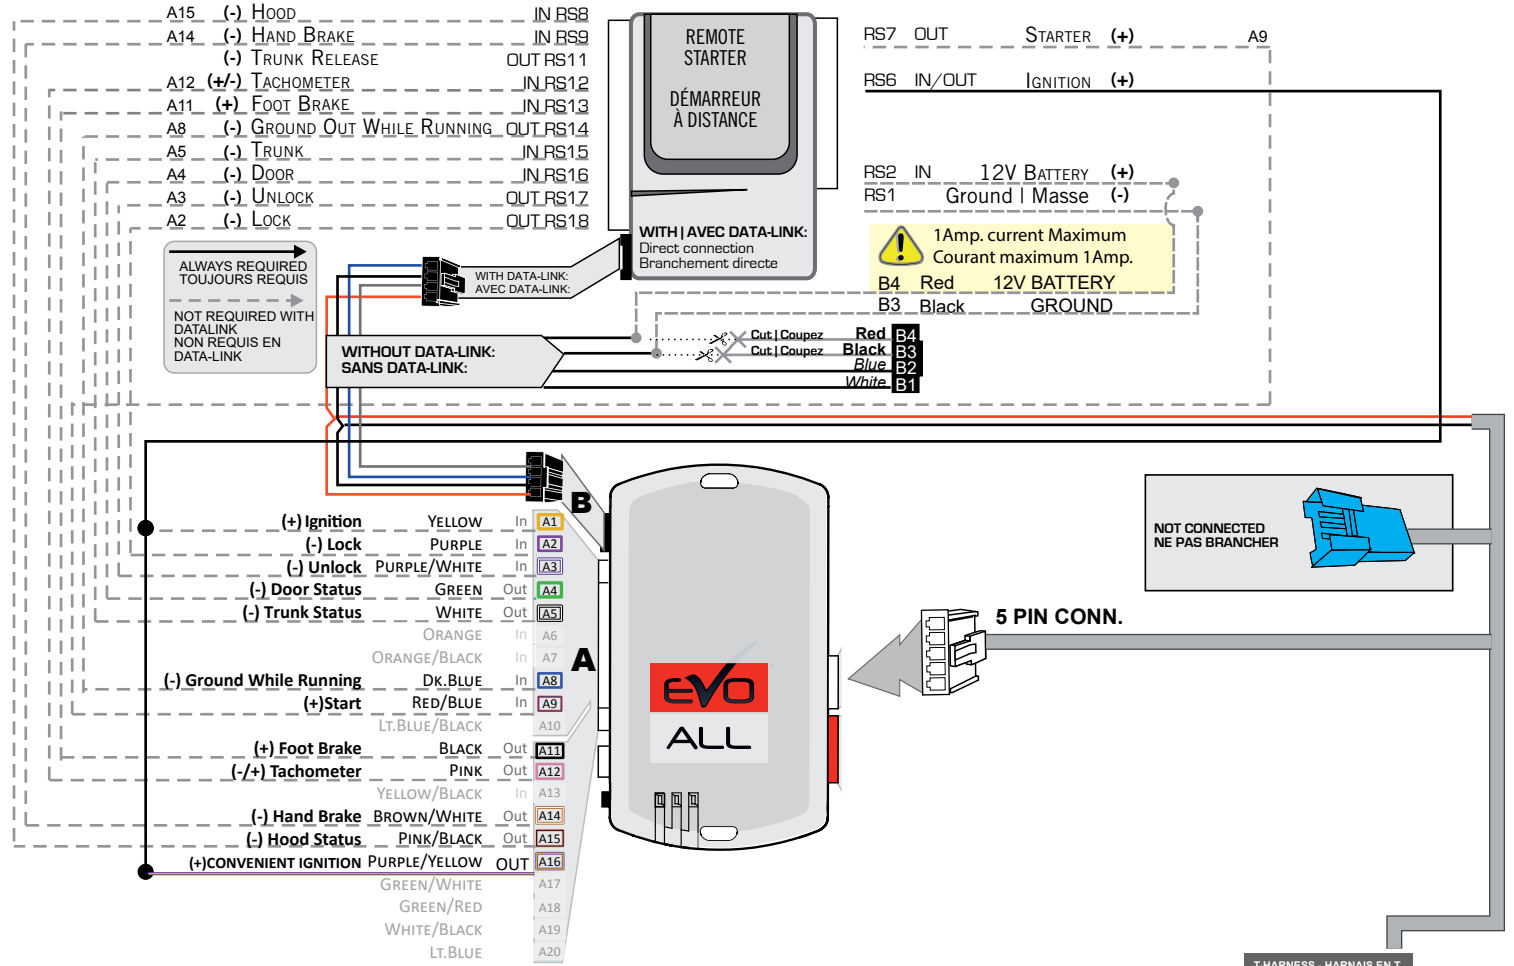 A15 (-) Hood IN RS8
A14 (-) Hand Brake IN RS9
(-) Trunk Release OUT RS11
A12 (+/-) Tachometer IN RS12
A11 (+) Foot Brake IN RS13
A8 (-) Ground Out While Running OUT RS14
A5 (-) Trunk IN RS15
A4 (-) Door IN RS16
A3 (-) Unlock OUT RS17
A2 (-) Lock OUT RS18
REMOTE
STARTER
DÉMARREUR
À DISTANCE
WITH | AVEC DATA-LINK:
Direct connection
Branchement directe
RS7 OUT Starter (+) A9
RS6 IN/OUT Ignition (+)
RS2 IN 12V Battery (+)
RS1 Ground | Masse (-)
1Amp. current Maximum
Courant maximum 1Amp.
B4 Red 12V BATTERY
B3 Black GROUND
ALWAYS REQUIRED
TOUJOURS REQUIS
NOT REQUIRED WITH
DATALINK
NON REQUIS EN
DATA-LINK
WITH DATA-LINK:
AVEC DATA-LINK:
WITHOUT DATA-LINK:
SANS DATA-LINK:
Cut | Coupez Red B4
Cut | Coupez Black B3
Blue B2
White B1
B
A
(+) Ignition Yellow In A1
(-) Lock Purple In A2
(-) Unlock Purple/White In A3
(-) Door Status Green Out A4
(-) Trunk Status White Out A5
Orange In A6
Orange/Black In A7
(-) Ground While Running Dk.Blue In A8
(+)Start Red/Blue In A9
Lt.Blue/Black A10
(+) Foot Brake Black Out A11
(-/+) Tachometer Pink Out A12
Yellow/Black In A13
(-) Hand Brake Brown/White Out A14
(-) Hood Status Pink/Black Out A15
(+)CONVENIENT IGNITION Purple/Yellow OUT A16
Green/White A17
Green/Red A18
White/Black A19
Lt.Blue A20
EVO
ALL
5 PIN CONN.
NOT CONNECTED
NE PAS BRANCHER
T-HARNESS - HARNAIS EN T